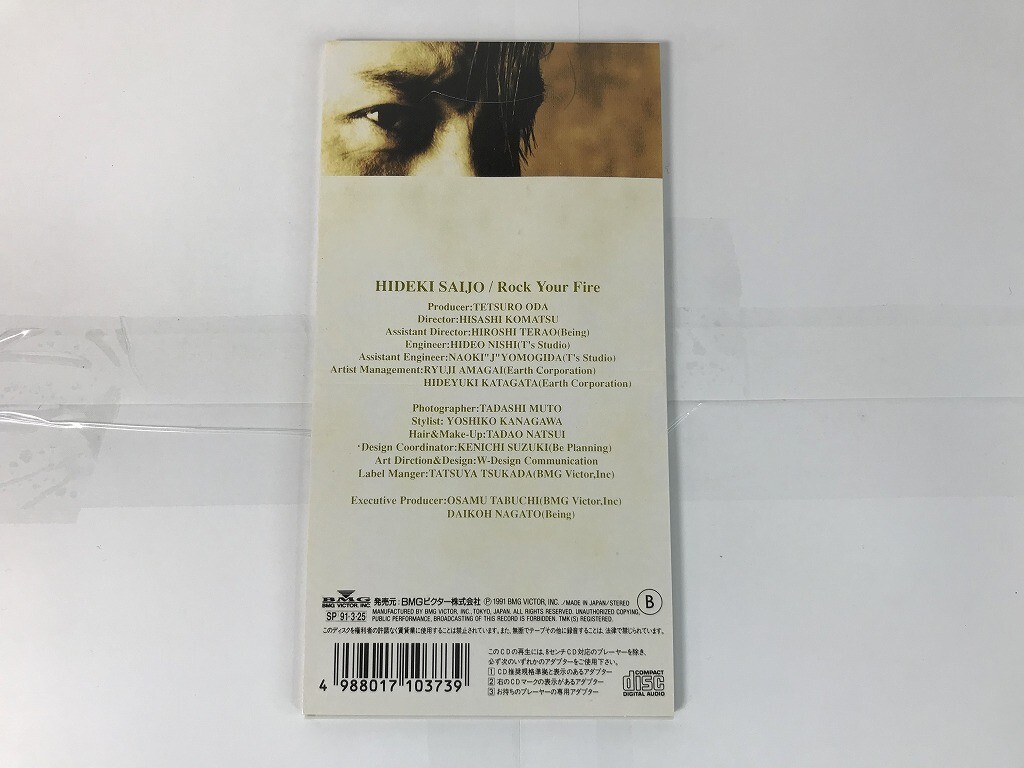 HIDEKI SAIJO / Rock Your Fire
Producer:TETSURO ODA
Director:HISASHI KOMATSU
Assistant Director:HIROSHI TERAO(Being)
Engineer:HIDEO NISHI(T's Studio)
Assistant Engineer:NAOKI"J"YOMOGIDA(T's Studio)
Artist Management:RYUJI AMAGAI(Earth Corporation)
HIDEYUKI KATAGATA(Earth Corporation)
Photographer:TADASHI MUTO
Stylist: YOSHIKO KANAGAWA
Hair&Make-Up:TADAO NATSUI
·Design Coordinator:KENICHI SUZUKI(Be Planning)
Art Dirction&Design:W-Design Communication
Label Manger:TATSUYA TSUKADA(BMG Victor,Inc)
Executive Producer:OSAMU TABUCHI(BMG Victor,Inc)
DAIKOH NAGATO(Being)
BMG
BMG VICTOR, INC.
発売元:BMGビクター株式会社 Ⓟ 1991 BMG VICTOR, INC. /MADE IN JAPAN/STEREO
MANUFACTURED BY BMG VICTOR, INC., TOKYO, JAPAN. ALL RIGHTS RESERVED. UNAUTHORIZED COPYING,
SP 91·3·25 PUBLIC PERFORMANCE, BROADCASTING OF THIS RECORD IS FORBIDDEN. TMK(S) REGISTERED.
B
このディスクを権利者の許諾なく賃貸業に使用することは禁止されています。また、無断でテープその他に録音することは、法律で禁じられています。
4 988017 103739
このCDの再生には、8センチCD対応のプレーヤーを除き、
必ず次のいずれかのアダプターをご使用下さい。
1 CD推奨規格準拠と表示のあるアダプター
2 右のCDマークの表示があるアダプター
3 お持ちのプレーヤーの専用アダプター
COMPACT
disc
DIGITAL AUDIO